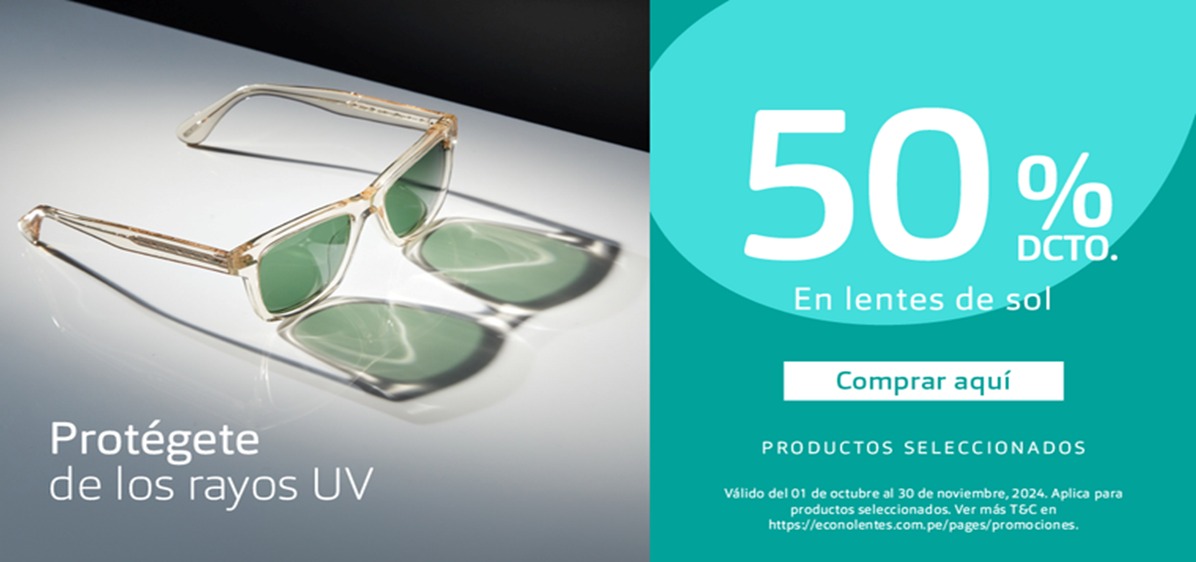 Protégete
de los rayos UV
50%
DCTO.
En lentes de sol
Comprar aquí
PRODUCTOS SELECCIONADOS
Válido del 01 de octubre al 30 de noviembre, 2024. Aplica para
productos seleccionados. Ver más T&C en
https://econolentes.com.pe/pages/promociones.